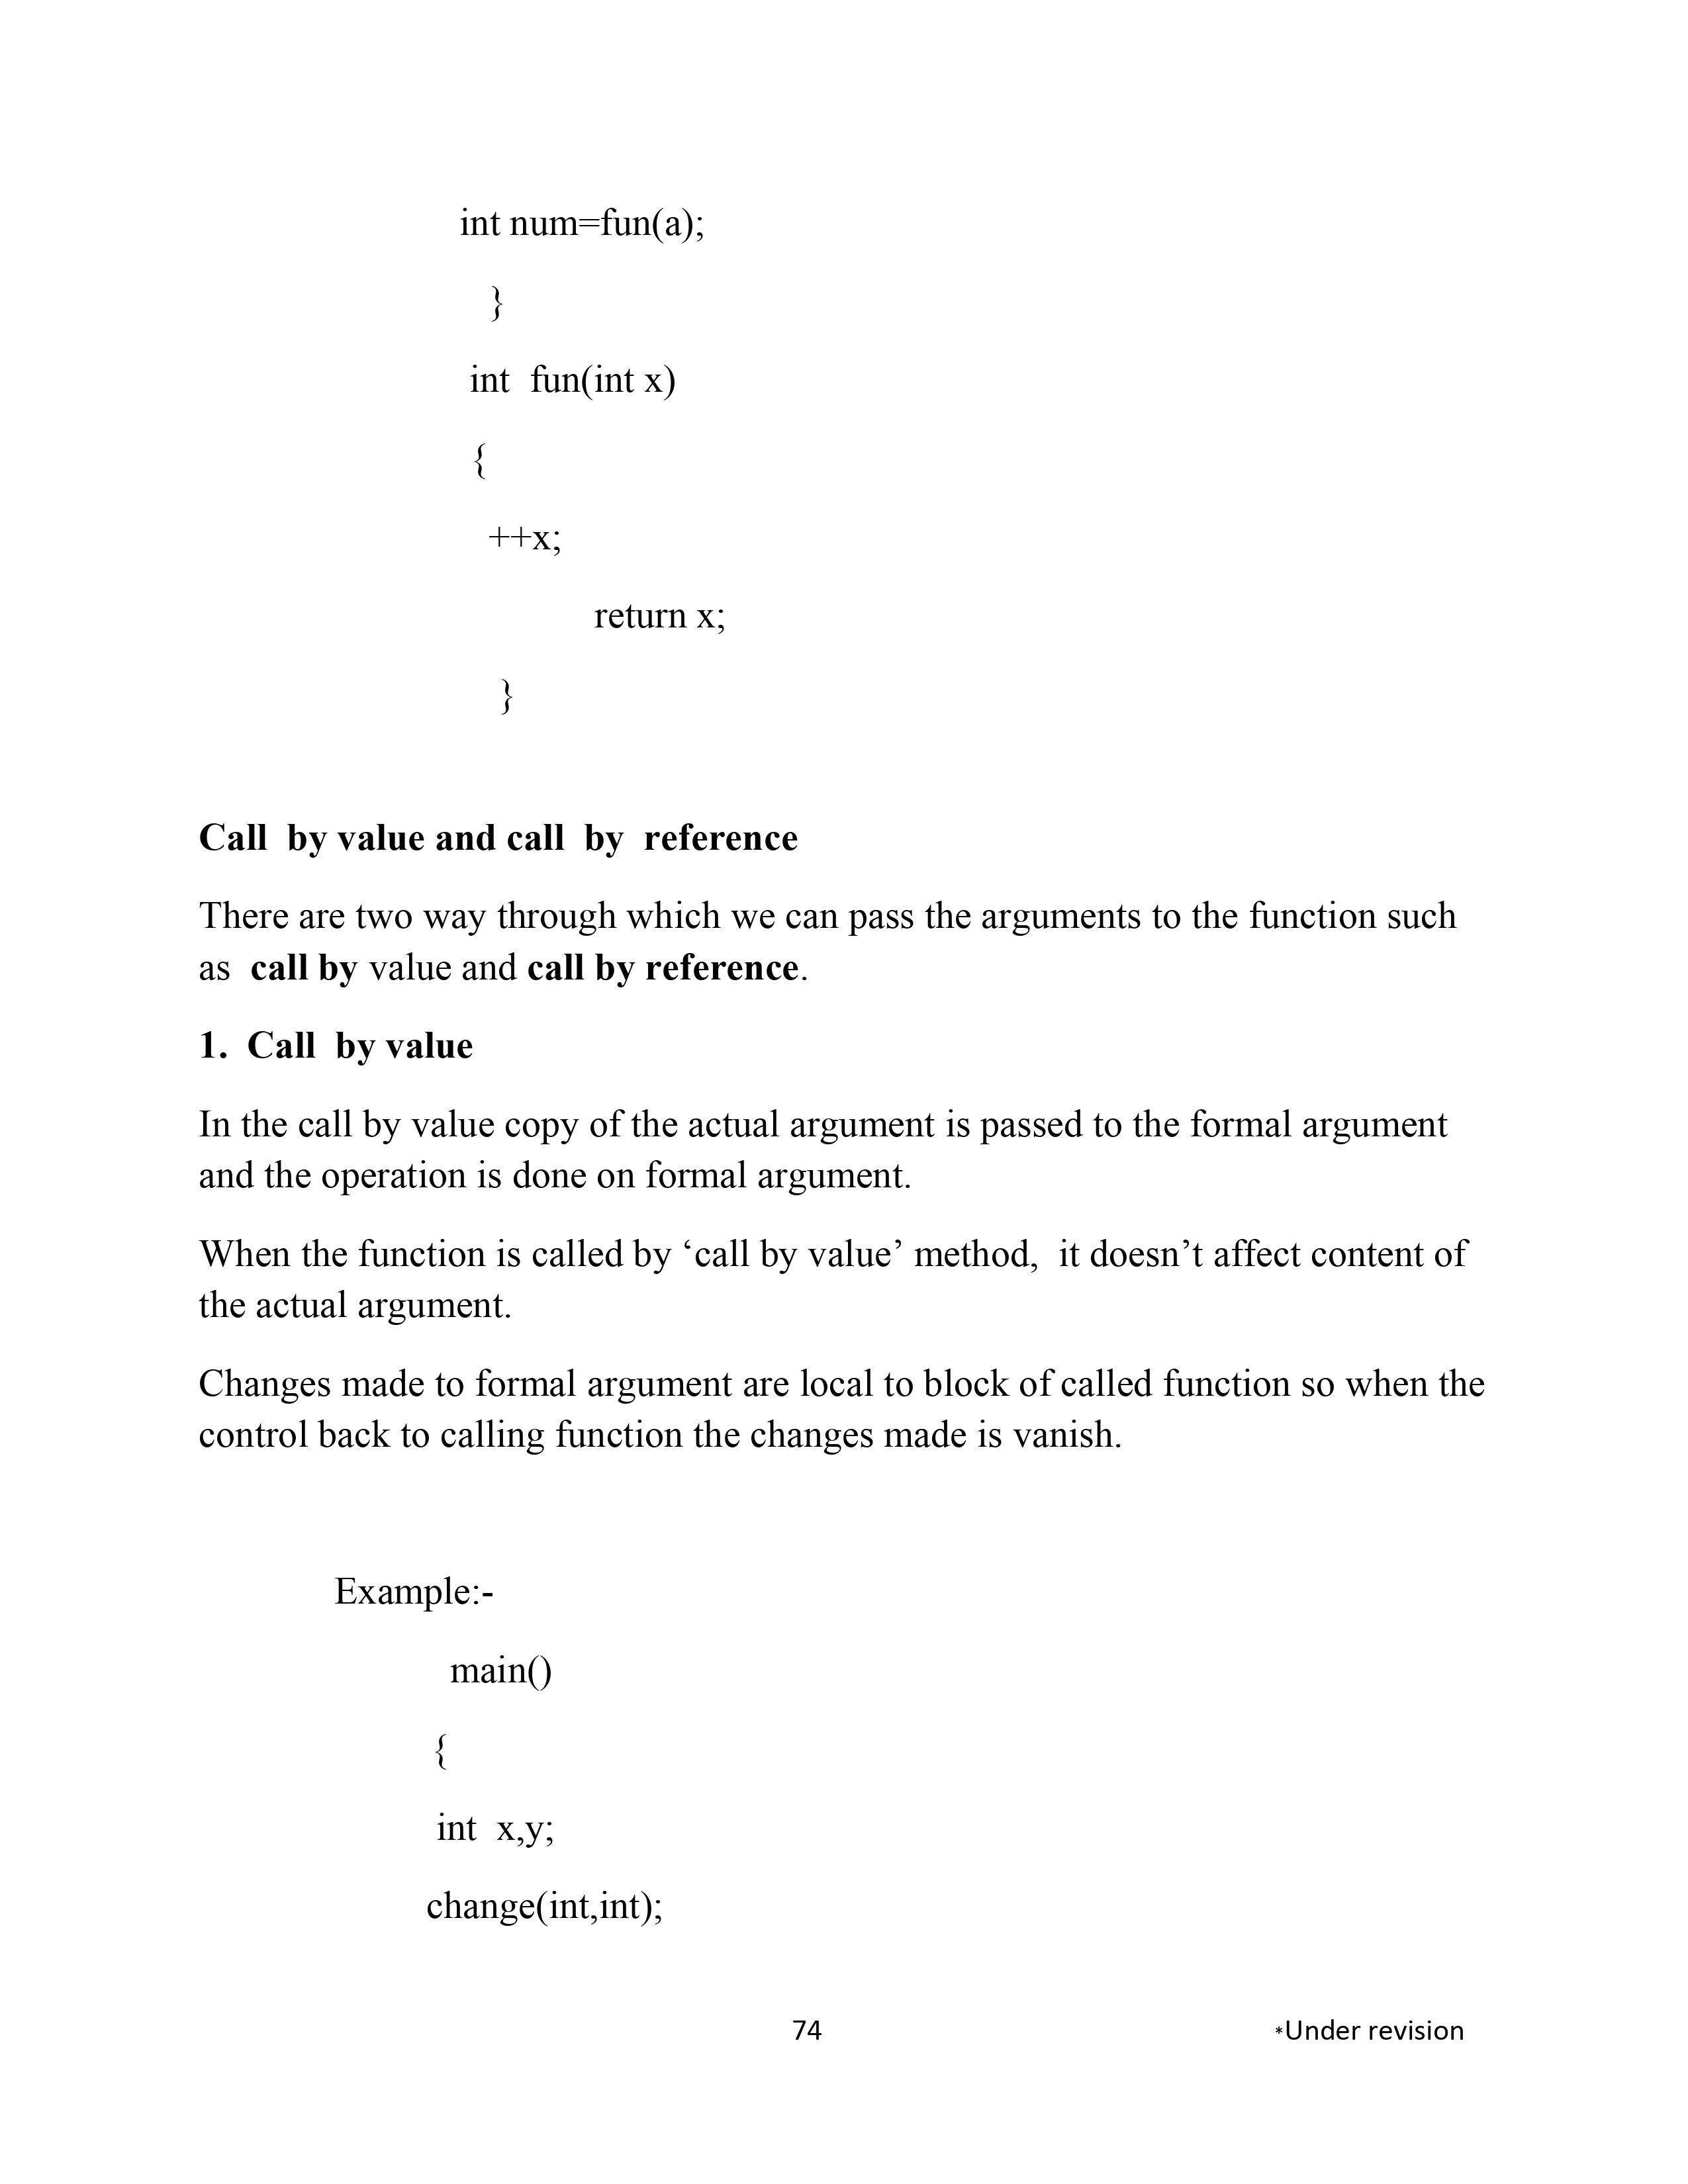 int num=fun(a);
}
int  fun(int x)
{
++x;
return x;
}
Call  by value and call  by  reference
There are two way through which we can pass the arguments to the function such
as  call by value and call by reference.
1.  Call  by value
In the call by value copy of the actual argument is passed to the formal argument
and the operation is done on formal argument.
When the function is called by ‘call by value’ method,  it doesn’t affect content of
the actual argument.
Changes made to formal argument are local to block of called function so when the
control back to calling function the changes made is vanish.
Example:-
main()
{
int  x,y;
change(int,int);
74
*Under revision